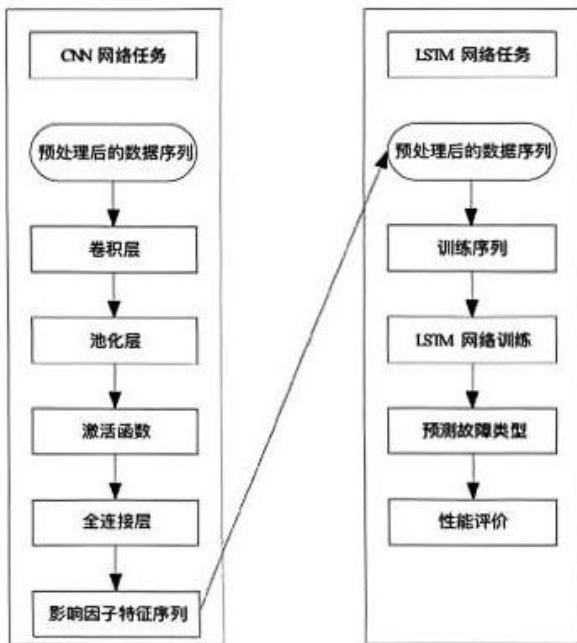 CNN 网络任务
预处理后的数据序列
卷积层
池化层
激活函数
全连接层
影响因子特征序列
LSTM 网络任务
预处理后的数据序列
训练序列
LSTM 网络训练
预测故障类型
性能评价